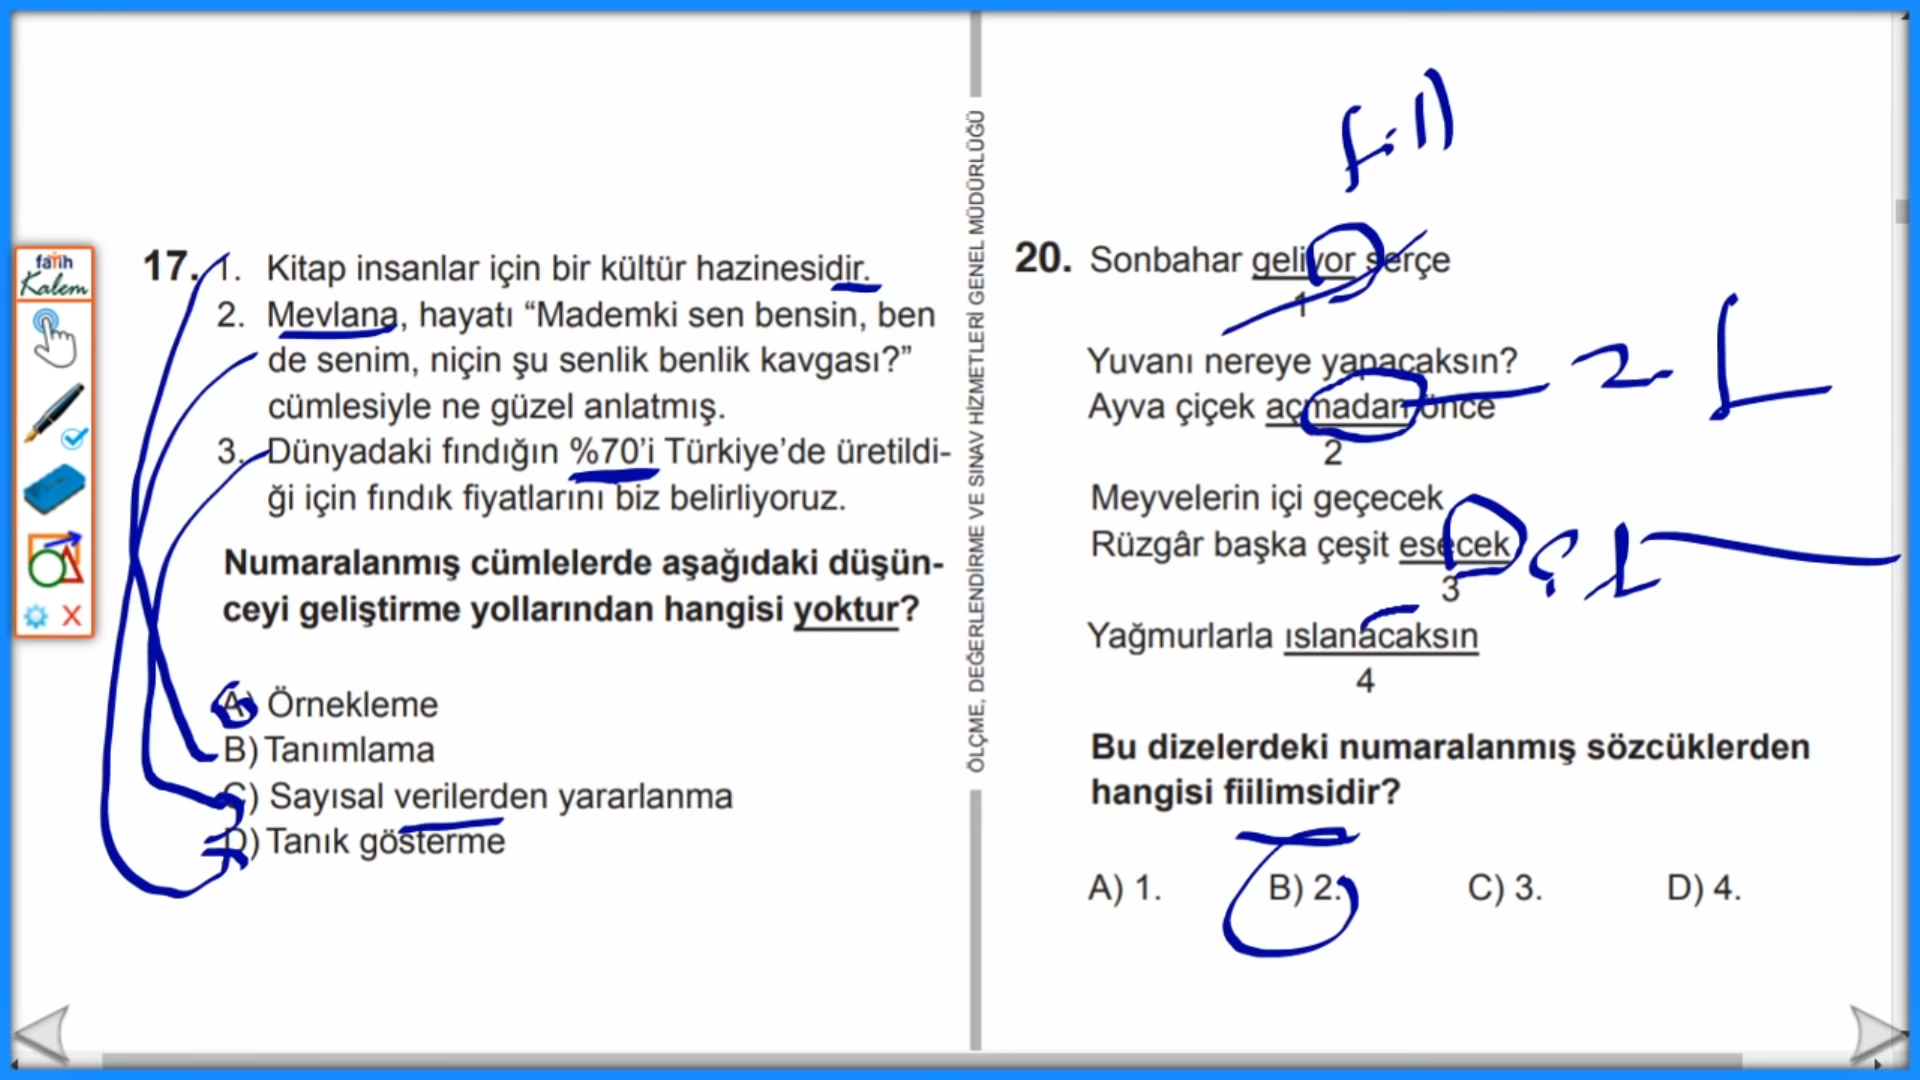 fatih
Kalem
17. 1. Kitap insanlar için bir kültür hazinesidir.
2. Mevlana, hayatı “Mademki sen bensin, ben
de senim, niçin şu senlik benlik kavgası?”
cümlesiyle ne güzel anlatmış.
3. Dünyadaki fındığın %70’i Türkiye’de üretildi-
ği için fındık fiyatlarını biz belirliyoruz.
Numaralanmış cümlelerde aşağıdaki düşün-
ceyi geliştirme yollarından hangisi yoktur?
A) Örnekleme
B) Tanımlama
C) Sayısal verilerden yararlanma
D) Tanık gösterme
ÖLÇME, DEĞERLENDİRME VE SINAV HİZMETLERİ GENEL MÜDÜRLÜĞÜ
fiil
20. Sonbahar geliyor serçe
1
Yuvanı nereye yapacaksın?
Ayva çiçek açmadan önce
2
Meyvelerin içi geçecek
Rüzgâr başka çeşit esecek
3
Yağmurlarla ıslanacaksın
4
Bu dizelerdeki numaralanmış sözcüklerden
hangisi fiilimsidir?
A) 1.
B) 2.
C) 3.
D) 4.